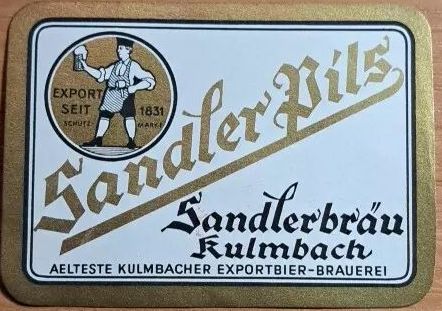 EXPORT
SEIT 1831
SCHUTZ MARKE
Sandler Pils
Sandlerbräu
Kulmbach
AELTESTE KULMBACHER EXPORTBIER-BRAUEREI